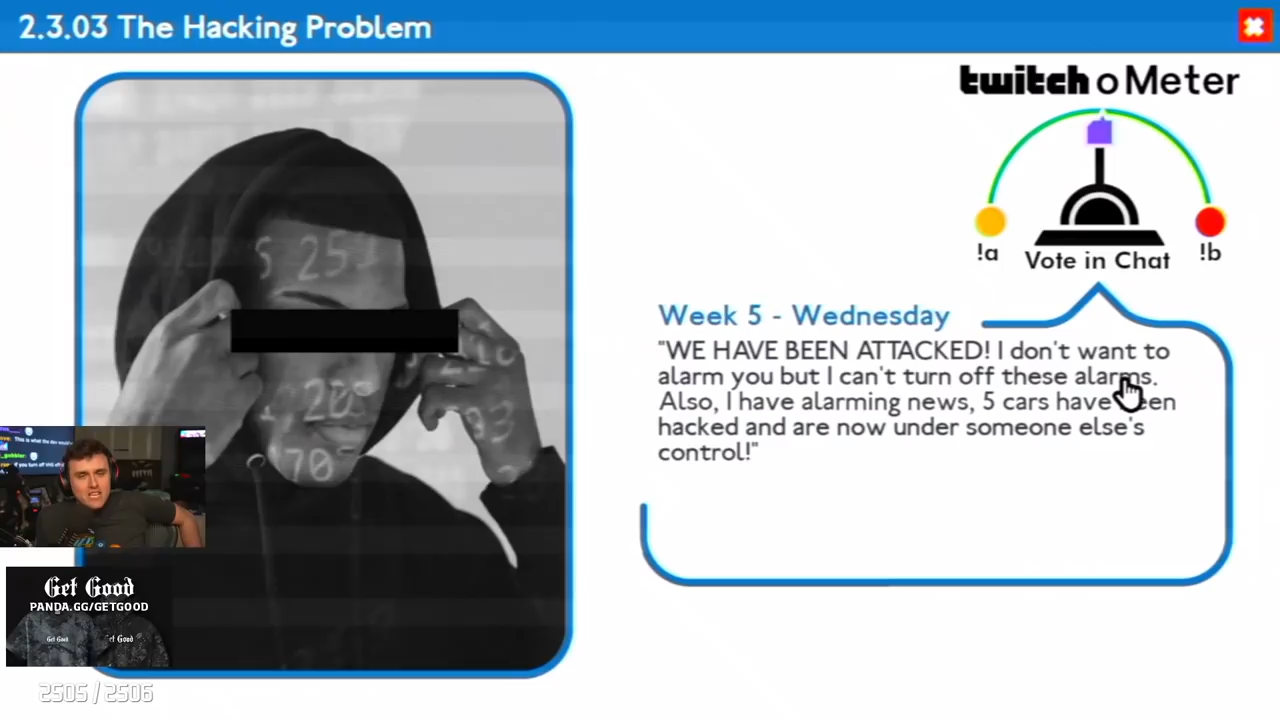 2.3.03 The Hacking Problem
twitch o Meter
!a
Vote in Chat
!b
Week 5 - Wednesday
"WE HAVE BEEN ATTACKED! I don't want to
alarm you but I can't turn off these alarms.
Also, I have alarming news, 5 cars have
hacked and are now under someone else's
control!"
Get Good
PANDA.GG/GETGOOD
2505 / 2506